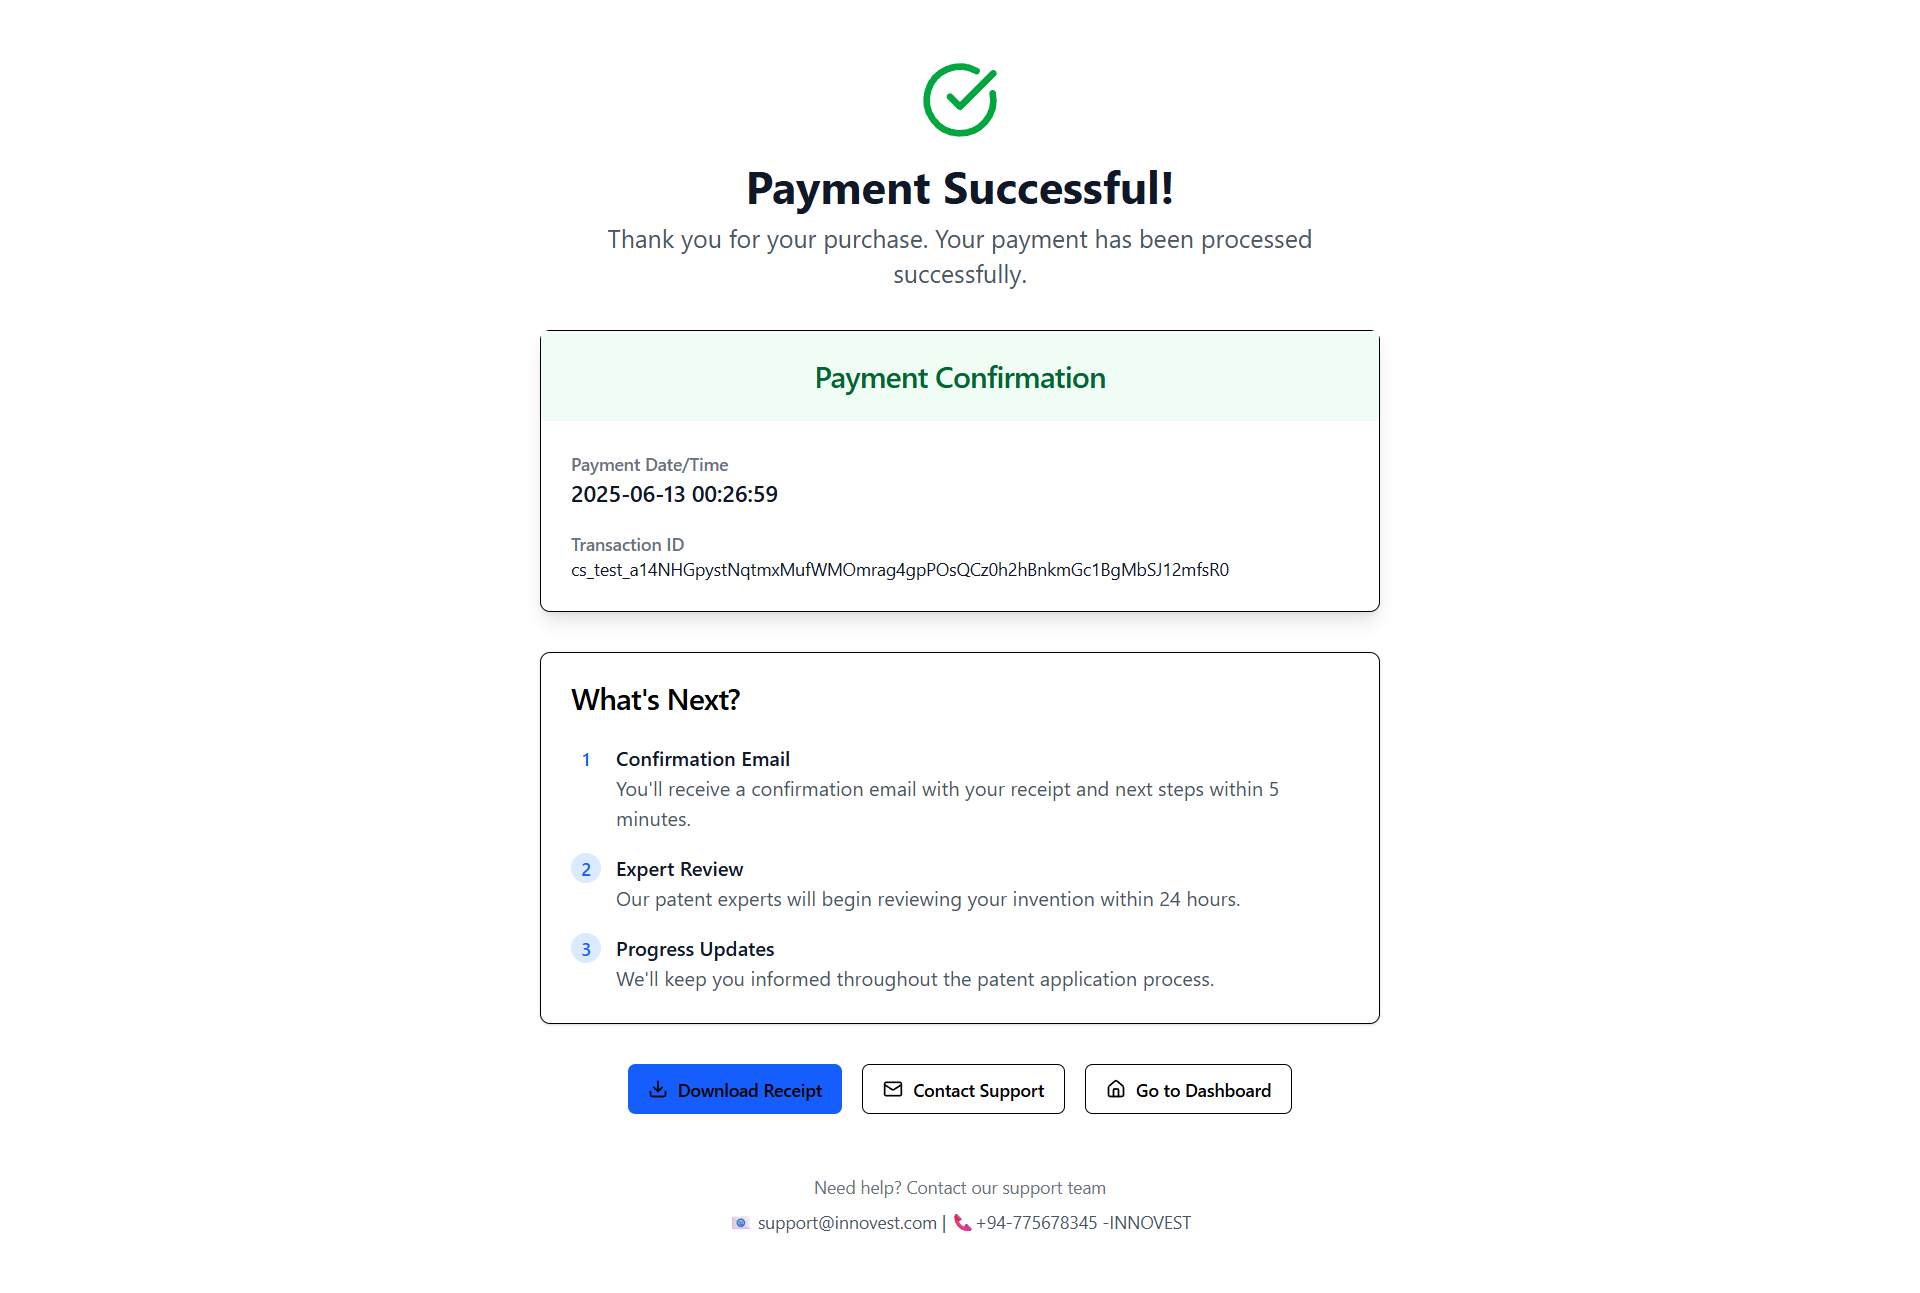 Payment Successful!
Thank you for your purchase. Your payment has been processed
successfully.
Payment Confirmation
Payment Date/Time
2025-06-13 00:26:59
Transaction ID
cs_test_a14NHGpystNqtmxMufWMOmrag4gpPOsQCz0h2hBnkmGc1BgMbSJ12mfsR0
What's Next?
1 Confirmation Email
You'll receive a confirmation email with your receipt and next steps within 5
minutes.
2 Expert Review
Our patent experts will begin reviewing your invention within 24 hours.
3 Progress Updates
We'll keep you informed throughout the patent application process.
Download Receipt Contact Support Go to Dashboard
Need help? Contact our support team
support@innovest.com | +94-775678345 -INNOVEST